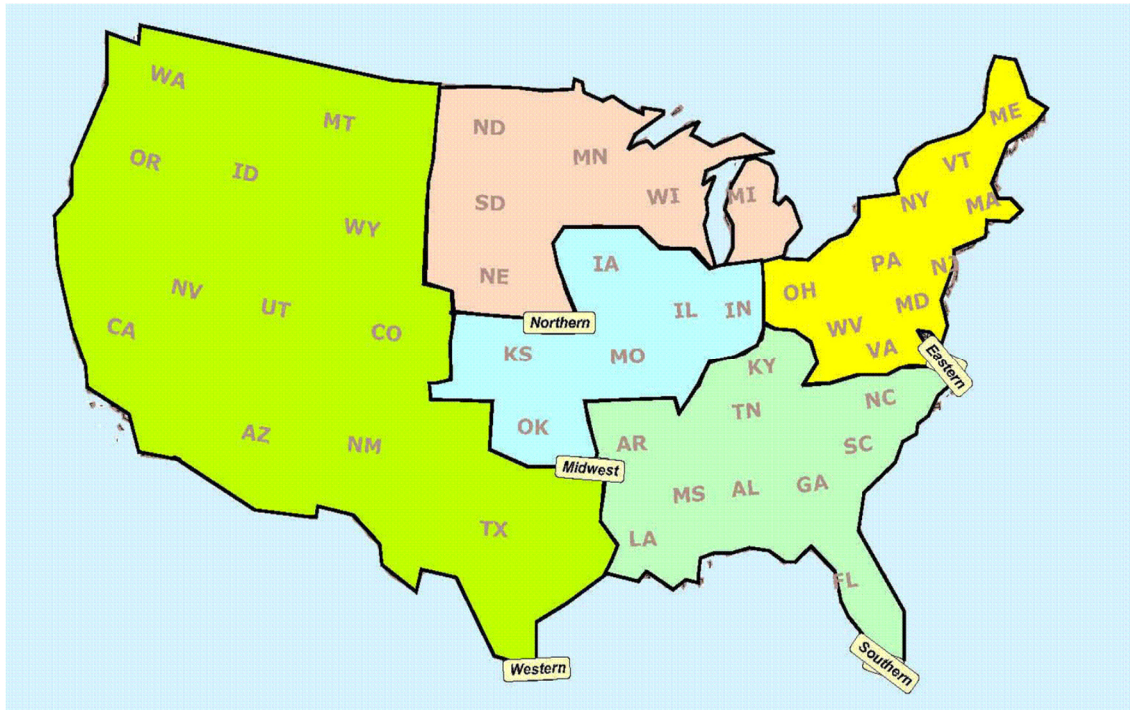 WA
MT
ND
MN
ME
OR
ID
SD
WI
MI
VT
NY
MA
WY
NE
IA
PA
NJ
NV
UT
CO
CA
IL
IN
OH
MD
WV
VA
Northern
KS
MO
KY
Eastern
AZ
NM
OK
AR
TN
NC
SC
Midwest
MS
AL
GA
TX
LA
FL
Western
Southern